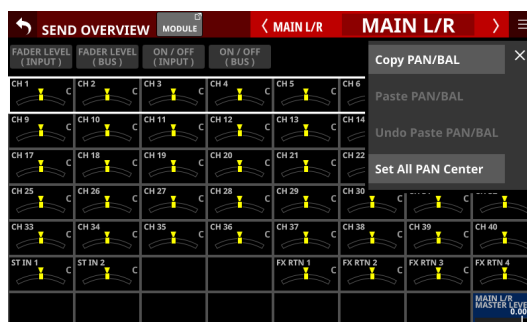 SEND OVERVIEW
MODULE
MAIN L/R
MAIN L/R
FADER LEVEL
( INPUT )
FADER LEVEL
( BUS )
ON / OFF
( INPUT )
ON / OFF
( BUS )
Copy PAN/BAL
Paste PAN/BAL
Undo Paste PAN/BAL
Set All PAN Center
CH 1 C
CH 2 C
CH 3 C
CH 4 C
CH 5 C
CH 6
CH 9 C
CH 10 C
CH 11 C
CH 12 C
CH 13 C
CH 14
CH 17 C
CH 18 C
CH 19 C
CH 20 C
CH 21 C
CH 22
CH 25 C
CH 26 C
CH 27 C
CH 28 C
CH 29 C
CH 30 C
C
C
CH 33 C
CH 34 C
CH 35 C
CH 36 C
CH 37 C
CH 38 C
CH 39 C
CH 40 C
ST IN 1 C
ST IN 2 C
FX RTN 1 C
FX RTN 2 C
FX RTN 3 C
FX RTN 4 C
MAIN L/R
MASTER LEVE
0.00